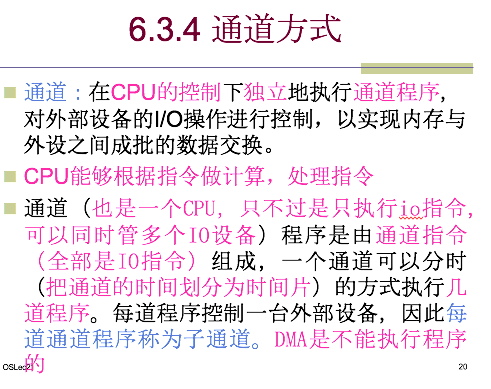 6.3.4 通道方式
通道：在CPU的控制下独立地执行通道程序，
对外部设备的I/O操作进行控制，以实现内存与
外设之间成批的数据交换。
CPU能够根据指令做计算，处理指令
通道（也是一个CPU，只不过是只执行io指令，
可以同时管多个IO设备）程序是由通道指令
（全部是IO指令）组成，一个通道可以分时
（把通道的时间划分为时间片）的方式执行几
道程序。每道程序控制一台外部设备，因此每
道通道程序称为子通道。DMA是不能执行程序
的
20